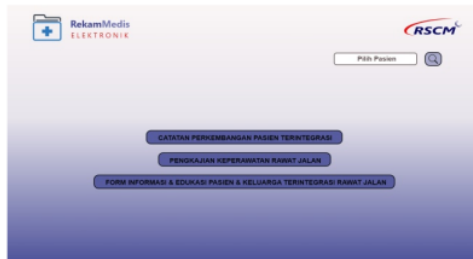 RekamMedis
ELEKTRONIK
RSCM
Pilih Pasien
CATATAN PERKEMBANGAN PASIEN TERINTEGRASI
PENGKAJIAN KEPERAWATAN RAWAT JALAN
FORM INFORMASI & EDUKASI PASIEN & KELUARGA TERINTEGRASI RAWAT JALAN